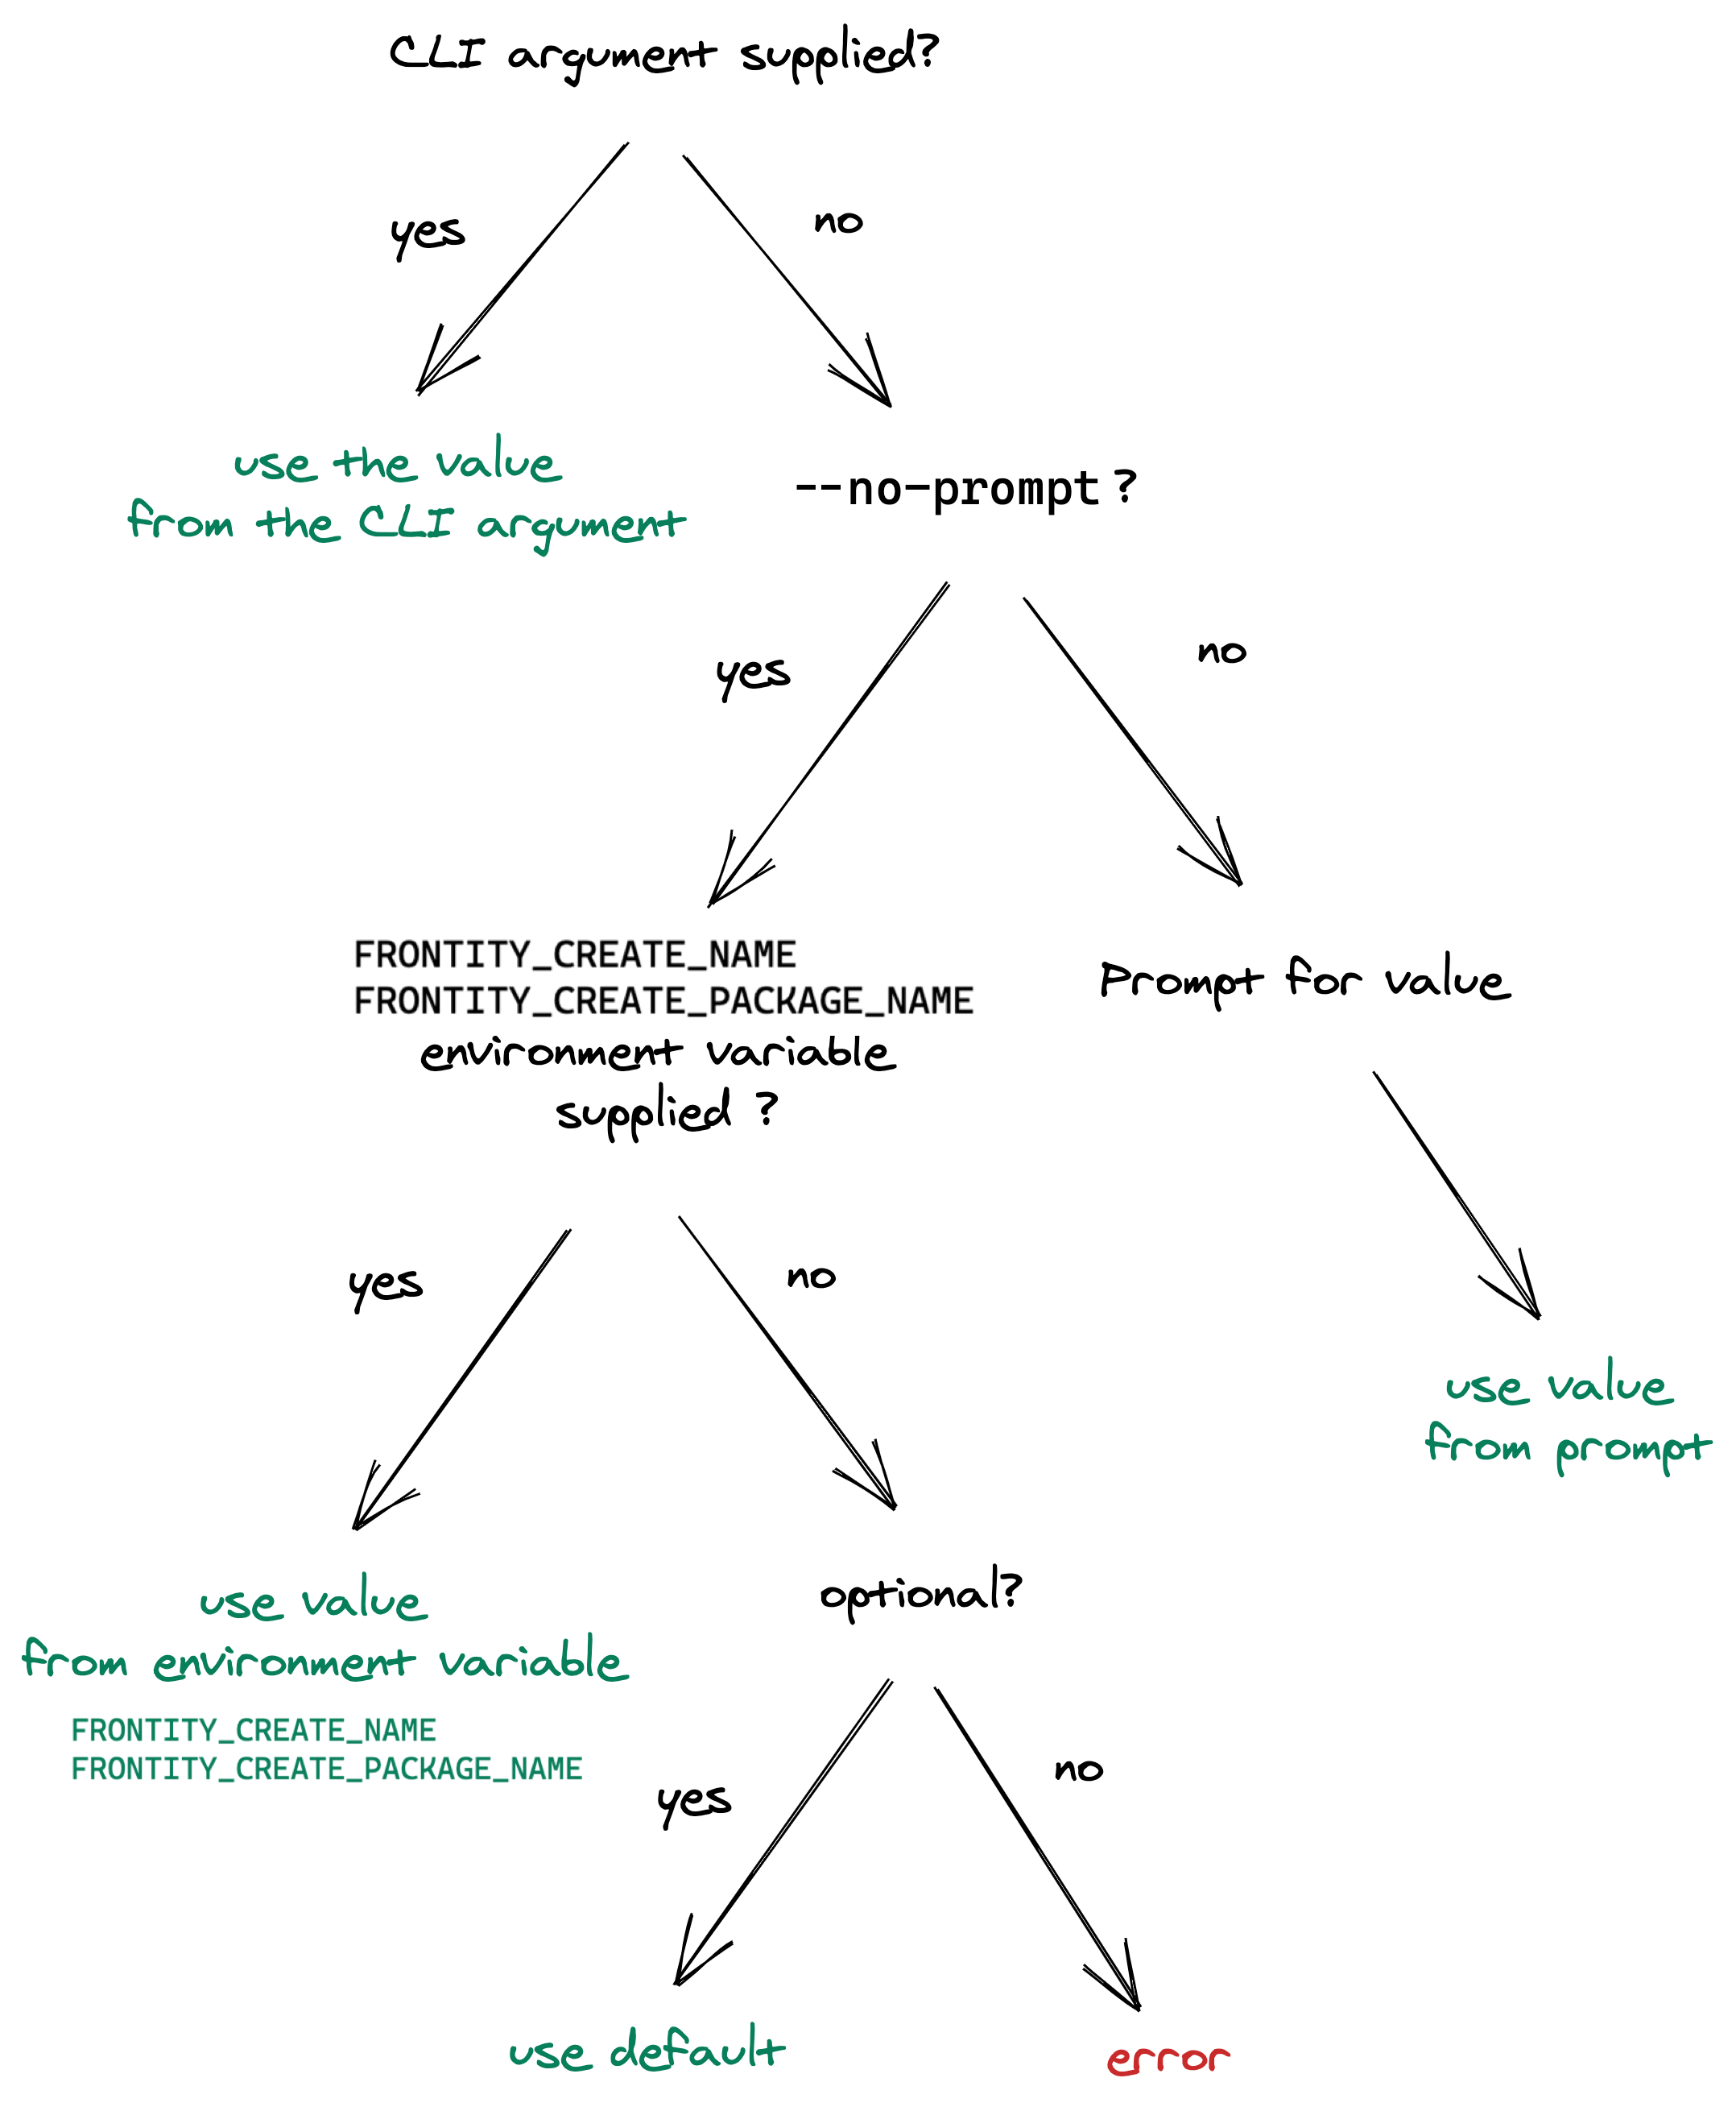 CLI argument supplied?
yes
no
use the value
from the CLI argument
--no-prompt?
yes
no
FRONTITY_CREATE_NAME
FRONTITY_CREATE_PACKAGE_NAME
environment variable
supplied ?
Prompt for value
yes
no
use value
from prompt
use value
from environment variable
FRONTITY_CREATE_NAME
FRONTITY_CREATE_PACKAGE_NAME
optional?
yes
no
use default
error